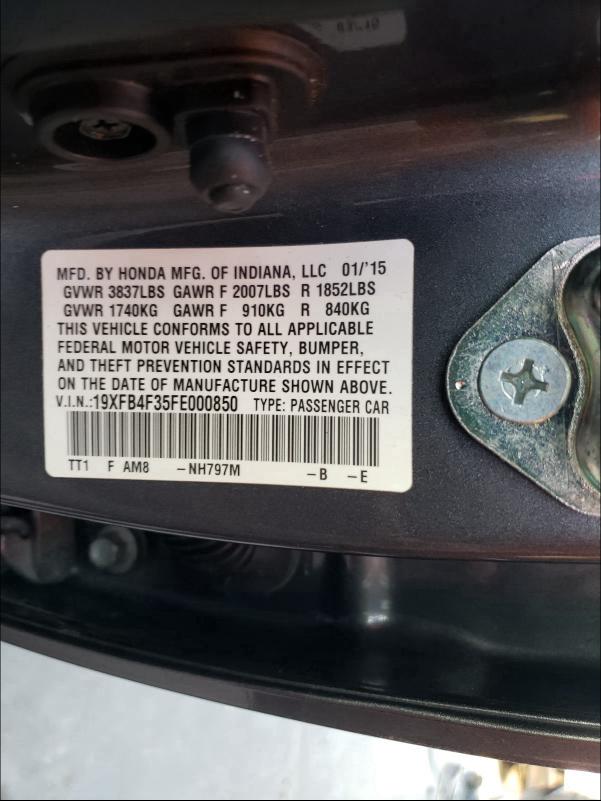 MFD. BY HONDA MFG. OF INDIANA, LLC 01/'15
GVWR 3837LBS GAWR F 2007LBS R 1852LBS
GVWR 1740KG GAWR F 910KG R 840KG
THIS VEHICLE CONFORMS TO ALL APPLICABLE
FEDERAL MOTOR VEHICLE SAFETY, BUMPER,
AND THEFT PREVENTION STANDARDS IN EFFECT
ON THE DATE OF MANUFACTURE SHOWN ABOVE.
V.I.N.:19XFB4F35FE000850 TYPE: PASSENGER CAR
TT1 F AM8 -NH797M -B -E